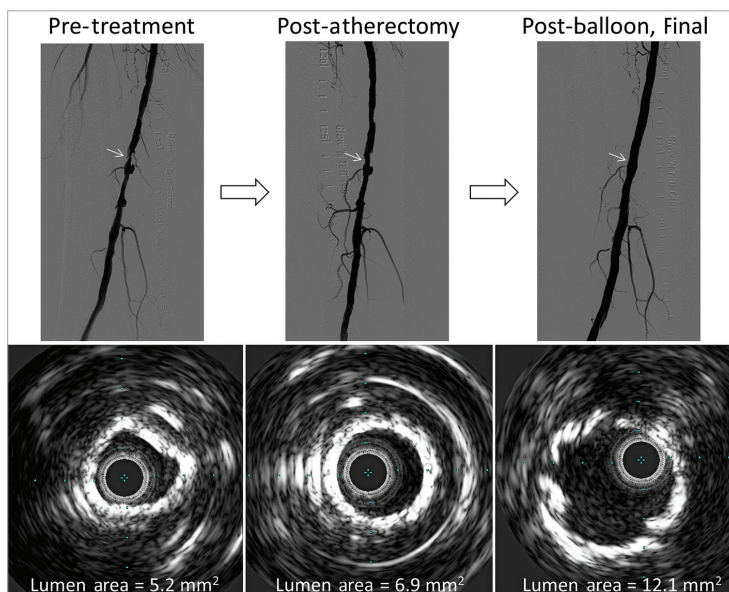 Pre-treatment
Post-atherectomy
Post-balloon, Final
Lumen area = 5.2 mm²
Lumen area = 6.9 mm²
Lumen area = 12.1 mm²